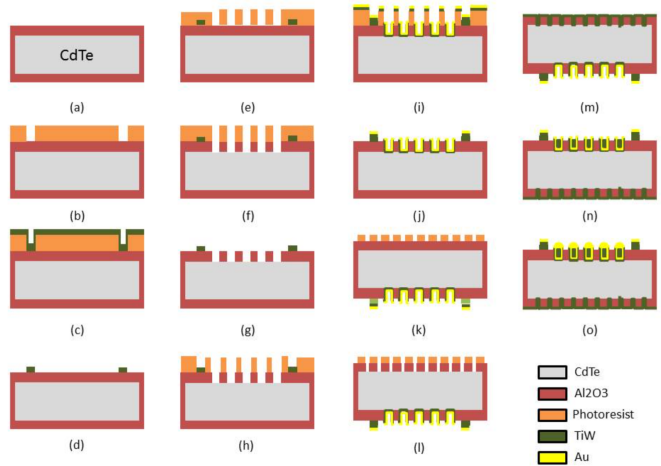 CdTe
(a)
(e)
(i)
(m)
(b)
(f)
(j)
(n)
(c)
(g)
(k)
(o)
(d)
(h)
(l)
CdTe
Al2O3
Photoresist
TiW
Au